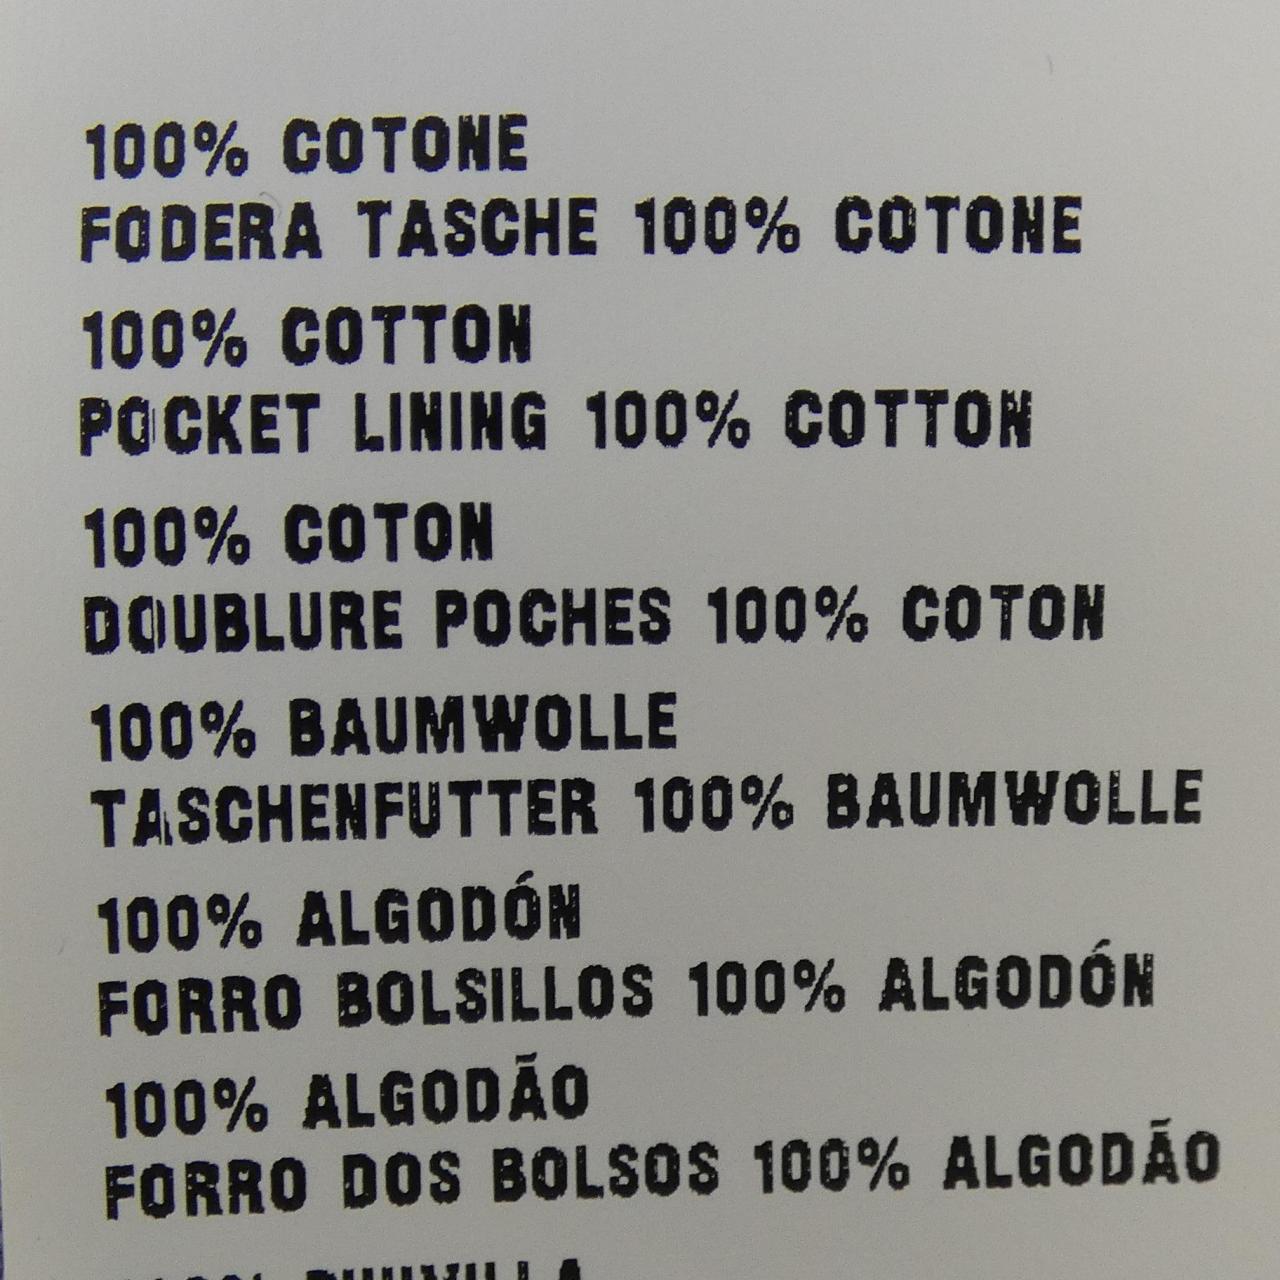 100% COTONE
FODERA TASCHE 100% COTONE
100% COTTON
POCKET LINING 100% COTTON
100% COTON
DOUBLURE POCHES 100% COTON
100% BAUMWOLLE
TASCHENFUTTER 100% BAUMWOLLE
100% ALGODÓN
FORRO BOLSILLOS 100% ALGODÓN
100% ALGODÃO
FORRO DOS BOLSOS 100% ALGODÃO